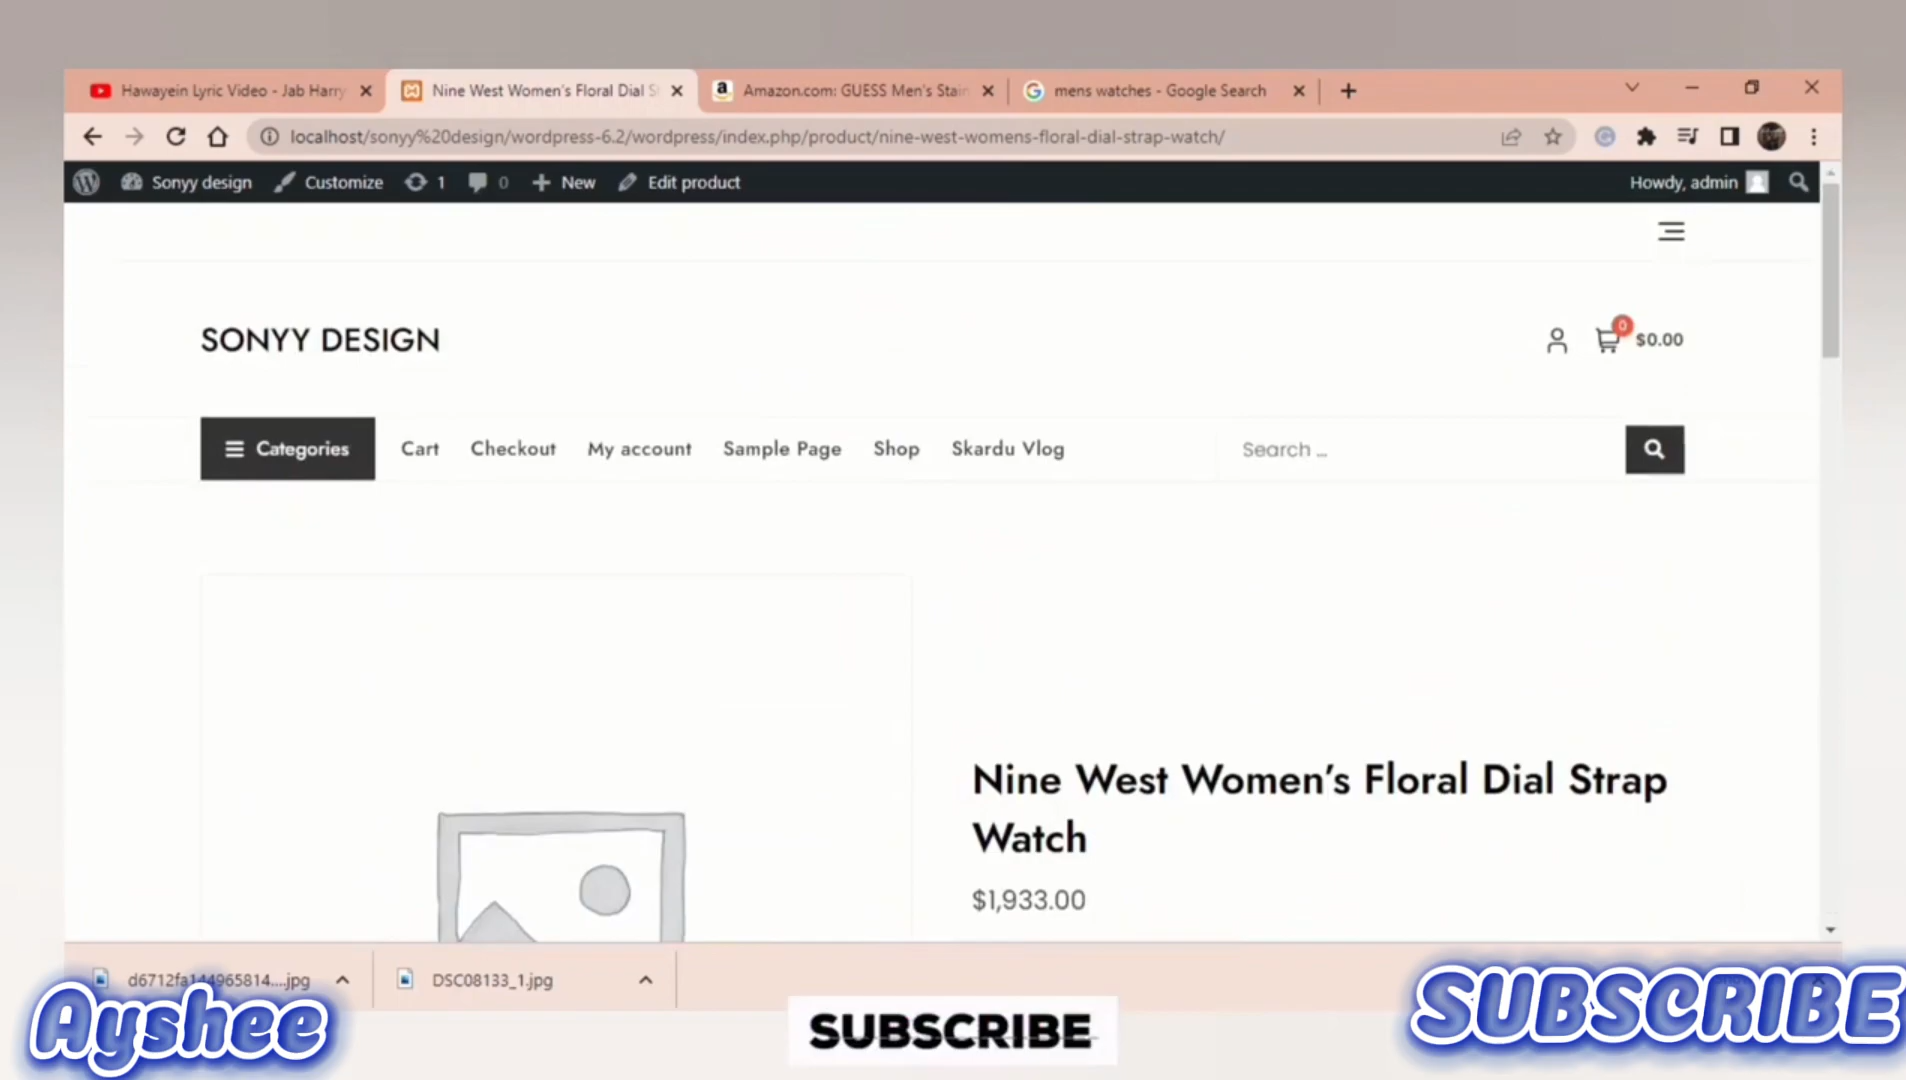 Hawayein Lyric Video - Jab Harry
Nine West Women's Floral Dial S
Amazon.com: GUESS Men's Stain
mens watches - Google Search
localhost/sonyy%20design/wordpress-6.2/wordpress/index.php/product/nine-west-womens-floral-dial-strap-watch/
Sonyy design
Customize
1
0
New
Edit product
Howdy, admin
SONYY DESIGN
0
$0.00
Categories
Cart
Checkout
My account
Sample Page
Shop
Skardu Vlog
Search ...
Nine West Women's Floral Dial Strap
Watch
$1,933.00
d6712fa144965814....jpg
DSC08133_1.jpg
Ayshee
SUBSCRIBE
SUBSCRIBE